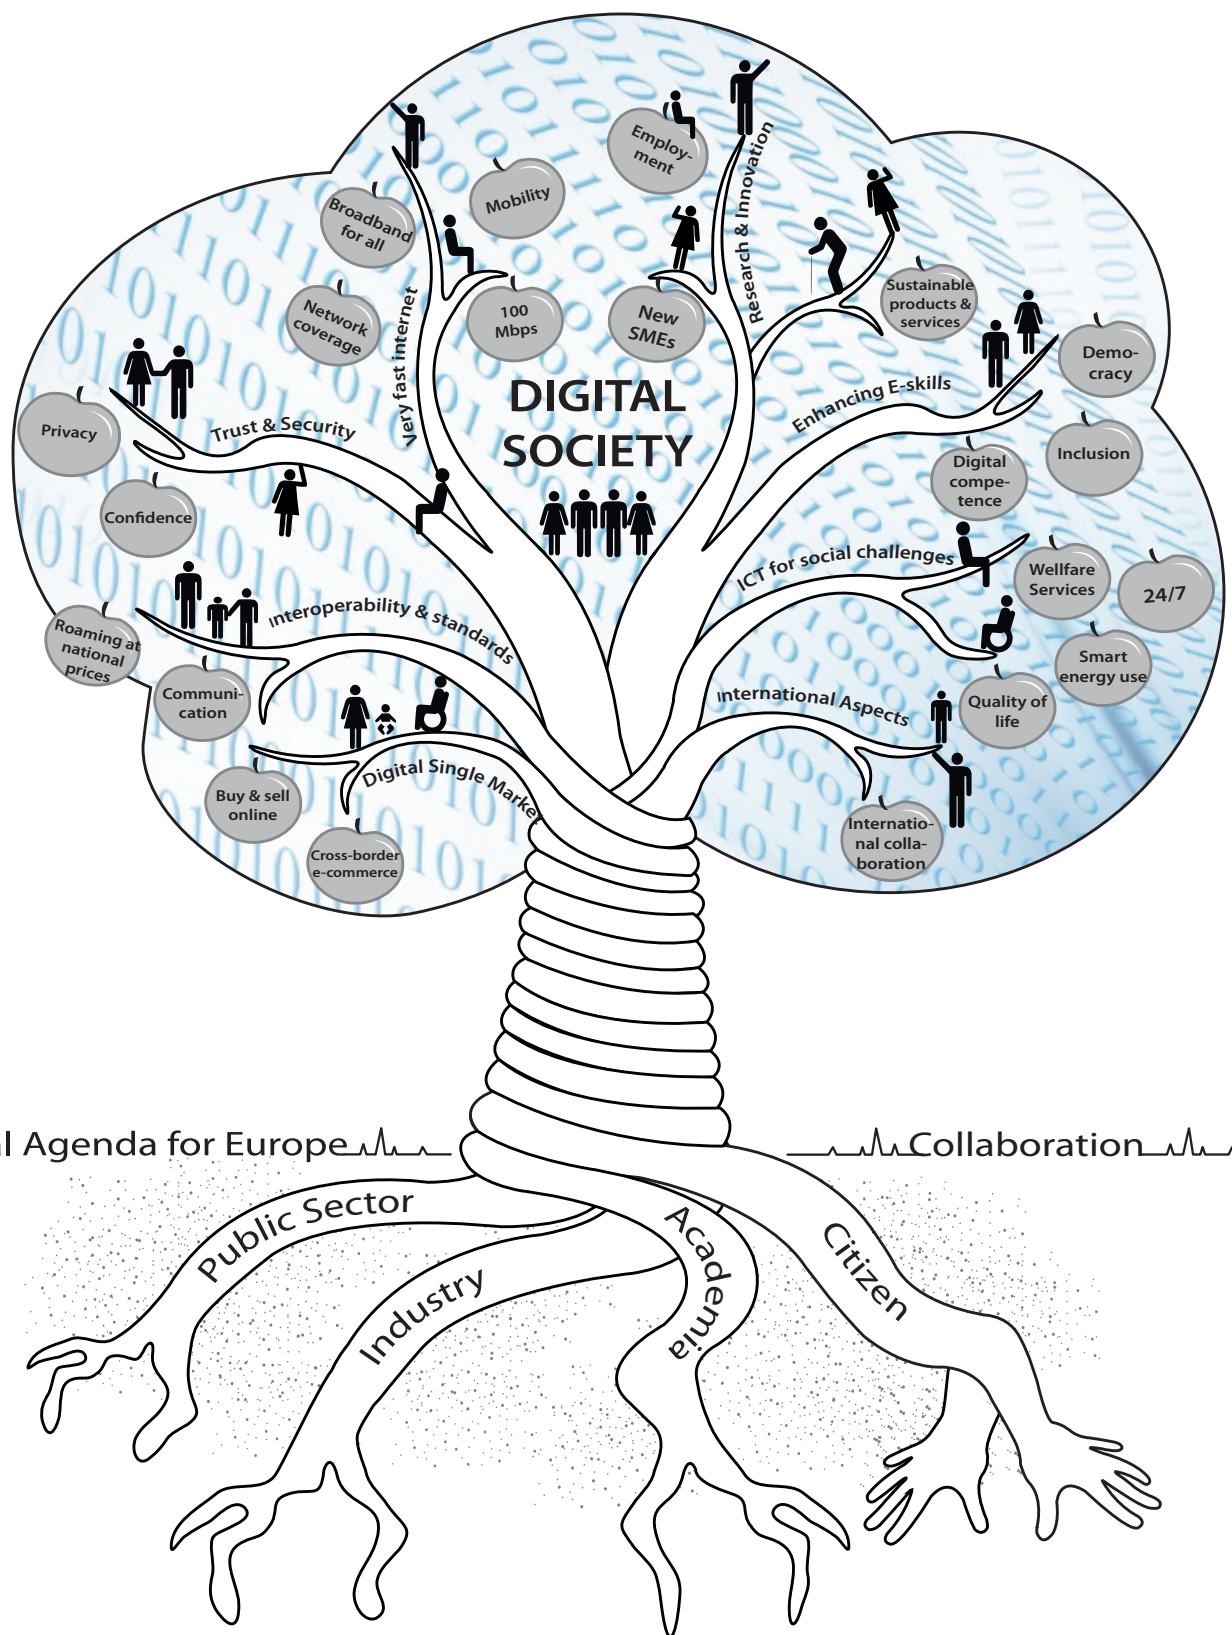 Employ-
ment
Mobility
Broadband
for all
Research & Innovation
Network
coverage
100
Mbps
New
SMEs
Sustainable
products &
services
Very fast internet
DIGITAL
SOCIETY
Demo-
cracy
Enhancing E-skills
Privacy
Trust & Security
Inclusion
Digital
compe-
tence
Confidence
ICT for social challenges
Wellfare
Services
24/7
Interoperability & standards
Roaming at
national
prices
Smart
energy use
Communi-
cation
International Aspects
Quality of
life
Digital Single Market
Buy & sell
online
Internatio-
nal colla-
boration
Cross-border
e-commerce
Agenda for Europe
Collaboration
Public Sector
Industry
Academia
Citizen